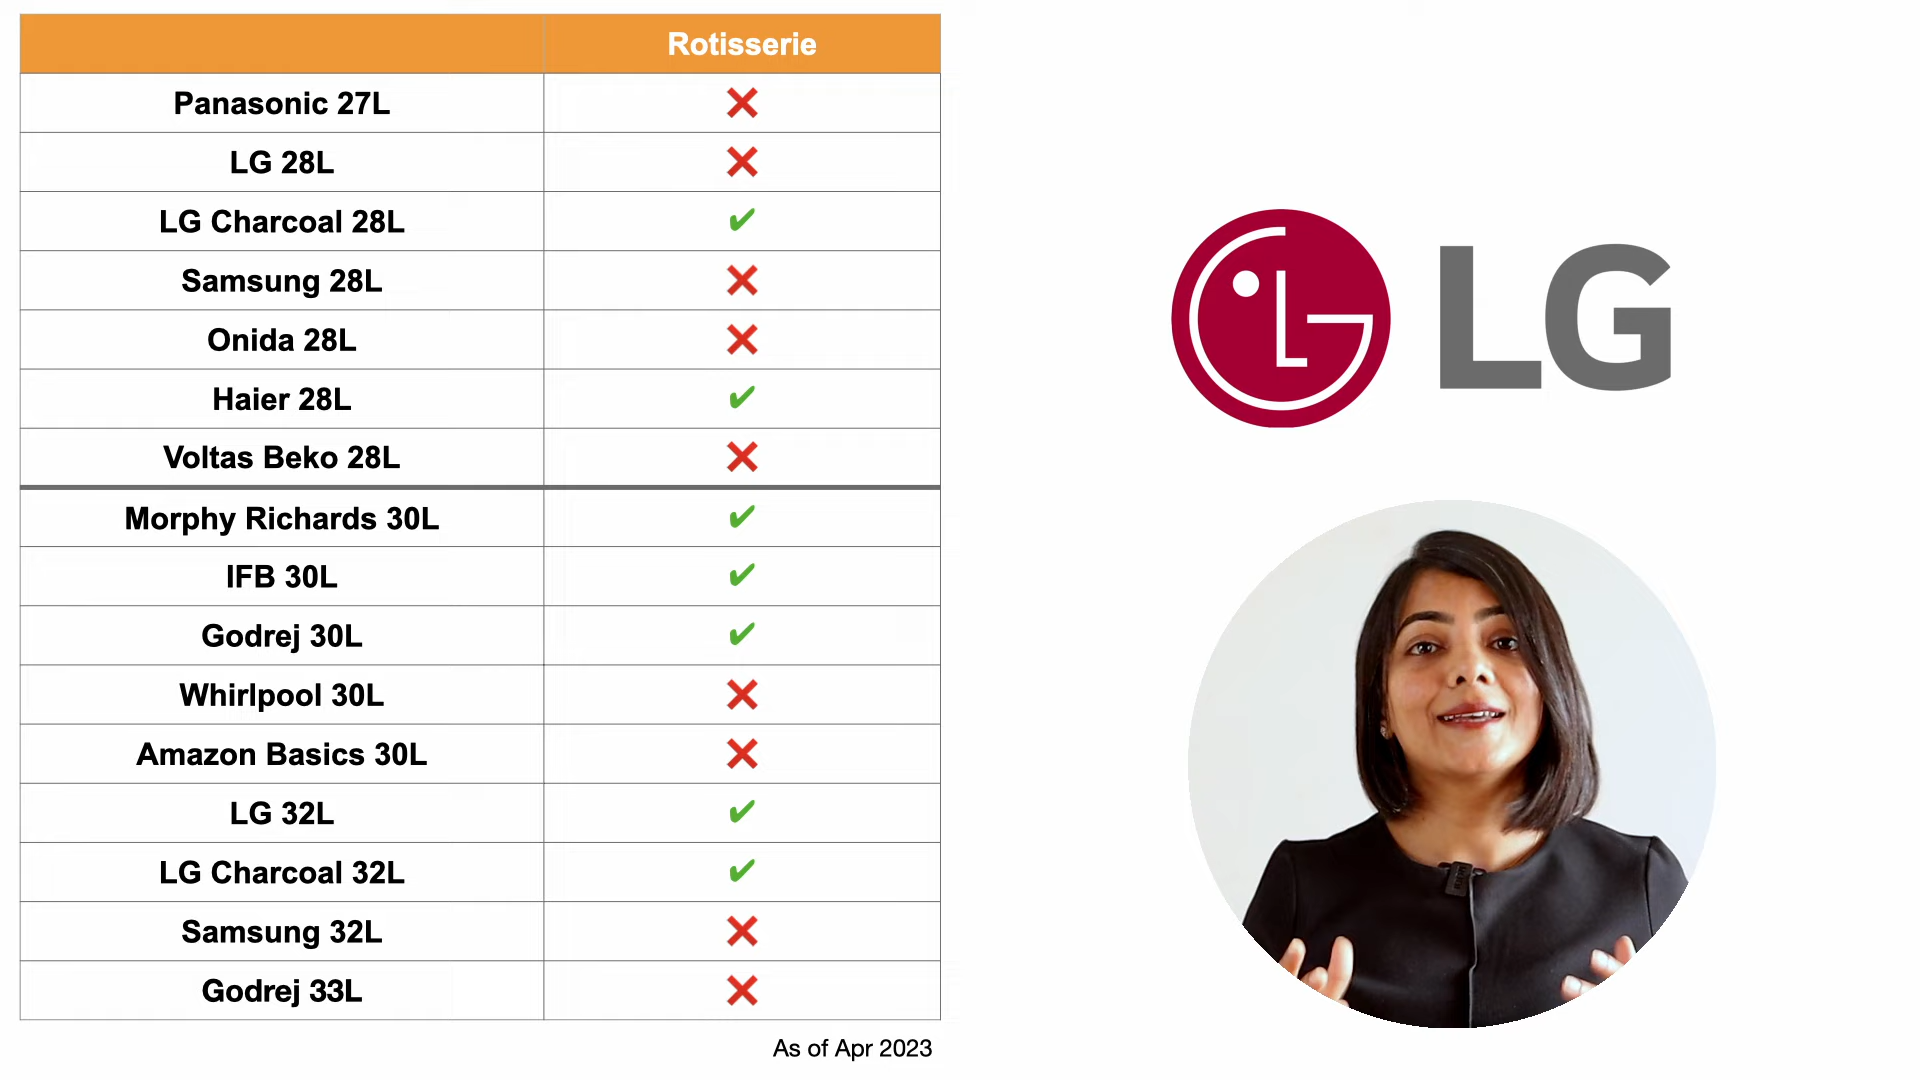 Rotisserie
Panasonic 27L
LG 28L
LG Charcoal 28L
Samsung 28L
Onida 28L
Haier 28L
Voltas Beko 28L
Morphy Richards 30L
IFB 30L
Godrej 30L
Whirlpool 30L
Amazon Basics 30L
LG 32L
LG Charcoal 32L
Samsung 32L
Godrej 33L
As of Apr 2023
LG